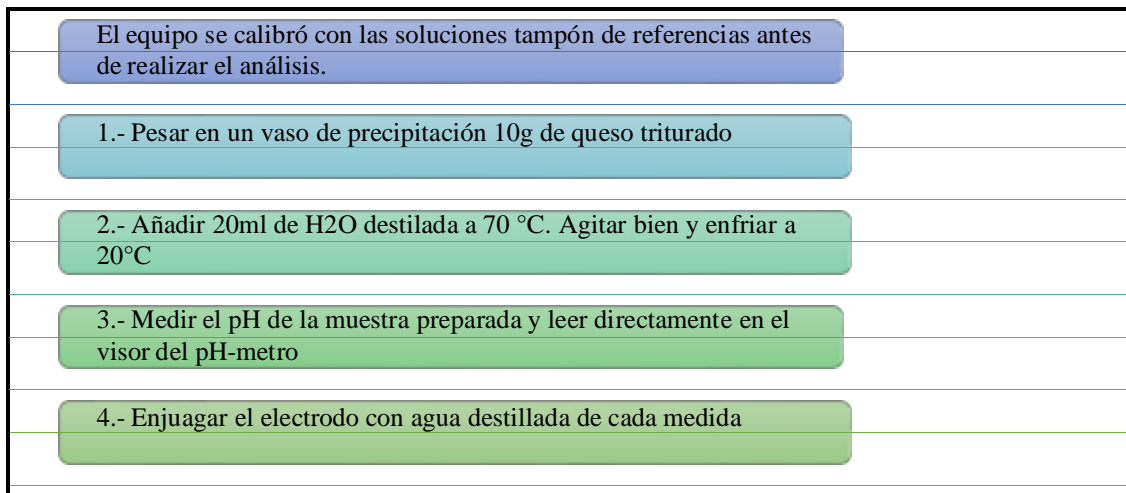 El equipo se calibró con las soluciones tampón de referencias antes
de realizar el análisis.
1.- Pesar en un vaso de precipitación 10g de queso triturado
2.- Añadir 20ml de H2O destilada a 70 °C. Agitar bien y enfriar a
20°C
3.- Medir el pH de la muestra preparada y leer directamente en el
visor del pH-metro
4.- Enjuagar el electrodo con agua destillada de cada medida